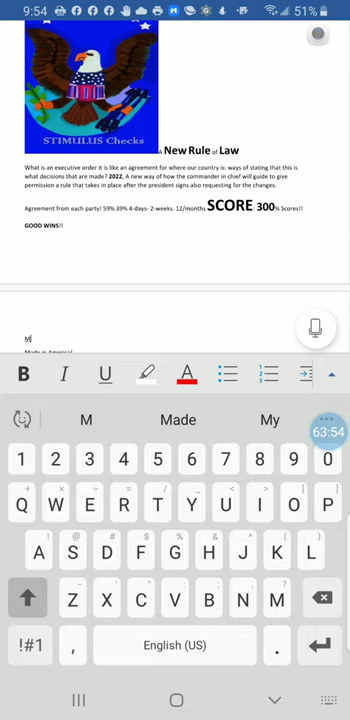 9:54 51%
STIMULUS Checks
A New Rule of Law
What is an executive order it is like an agreement for where our country is: ways of stating that this is
what decisions that are made? 2022, A new way of how the commander in chief will guide to give
permission a rule that takes in place after the president signs also requesting for the changes.
Agreement from each party! 59% 39% 4-days- 2-weeks. 12/months SCORE 300% Scores!!
GOOD WINS!!
M
Made in America!
B I U A
M Made My
63:54
1 2 3 4 5 6 7 8 9 0
Q W E R T Y U I O P
A S D F G H J K L
Z X C V B N M
!#1 , English (US) .